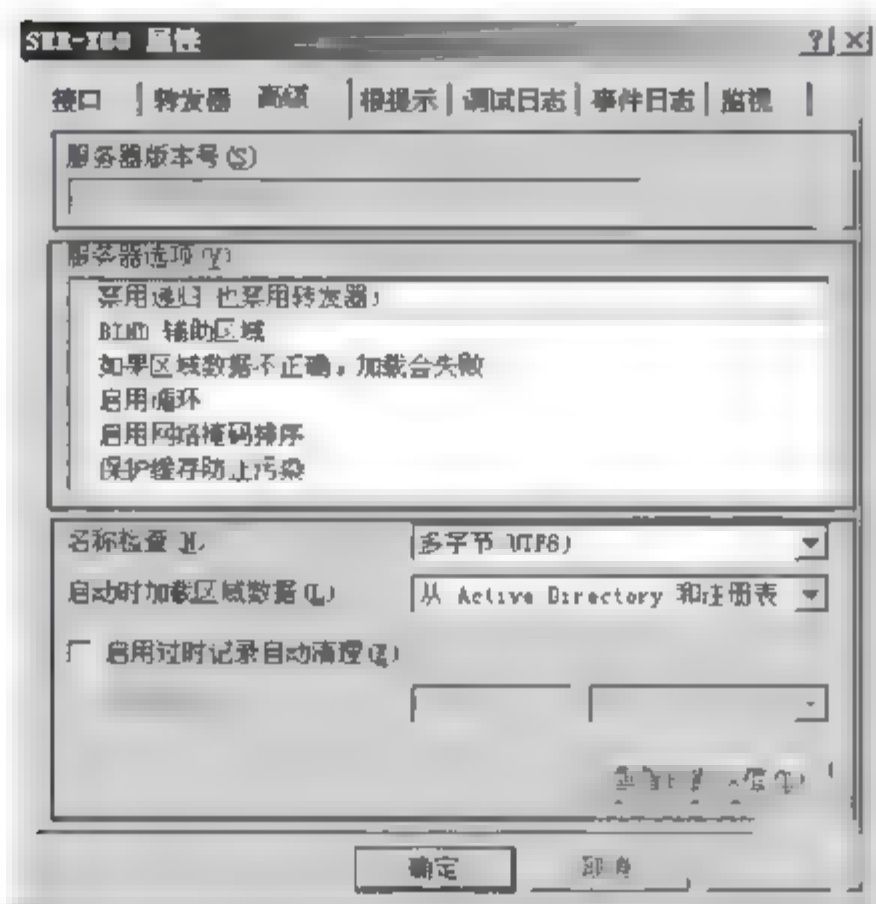 属性
接口 转发器 高级 根提示 调试日志 事件日志 监视
服务器版本号(S)
服务器选项(V)
禁用递归 也禁用转发器)
BIND 辅助区域
如果区域数据不正确，加载会失败
启用循环
启用网络掩码排序
保护缓存防止污染
名称检查
多字节 UTF8)
启动时加载区域数据(L)
从 Active Directory 和注册表
启用过时记录自动清理(E)
确定